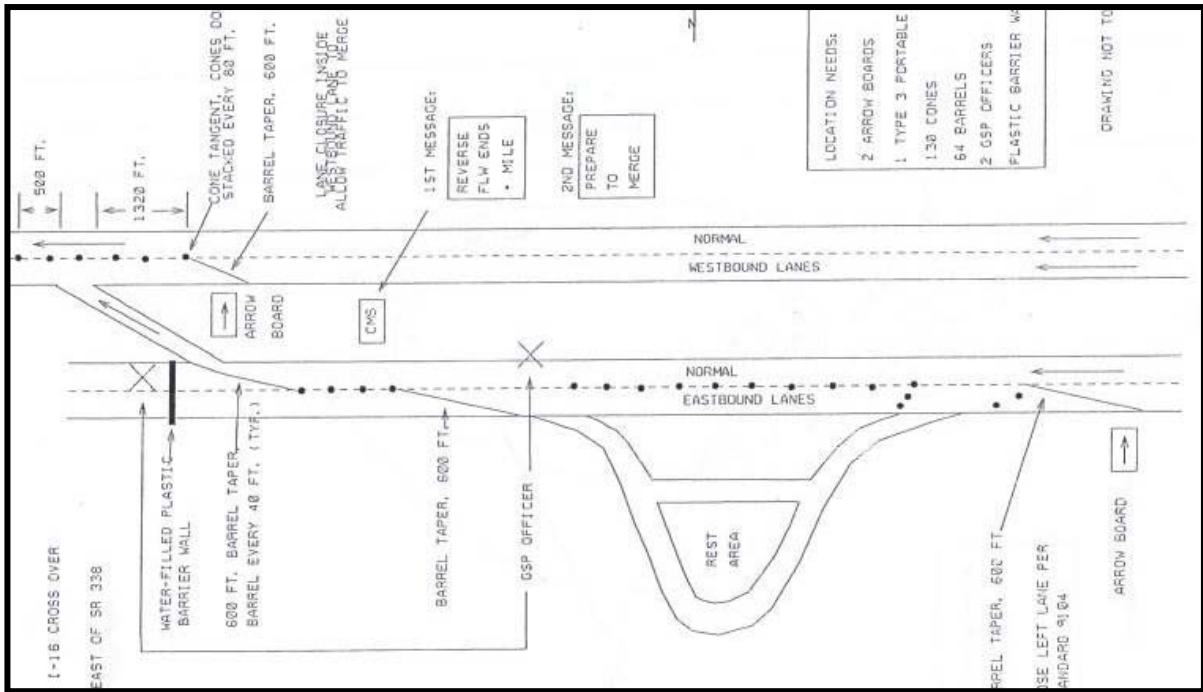 500 FT.
1320 FT.
CONE TANGENT, CONES DO
STACKED EVERY 80 FT.
BARREL TAPER, 600 FT.
LANE CLOSURE INSIDE
WESTBOUND LANE TO
ALLOW TRAFFIC TO MERGE
1ST MESSAGE:
REVERSE
FLW ENDS
• MILE
2ND MESSAGE:
PREPARE
TO
MERGE
N
LOCATION NEEDS:
2 ARROW BOARDS
1 TYPE 3 PORTABLE
130 CONES
64 BARRELS
2 GSP OFFICERS
PLASTIC BARRIER WA
DRAWING NOT TO
NORMAL
WESTBOUND LANES
ARROW
BOARD
CMS
NORMAL
EASTBOUND LANES
I-16 CROSS OVER
EAST OF SR 338
WATER-FILLED PLASTIC
BARRIER WALL
600 FT. BARREL TAPER
BARREL EVERY 40 FT. (TYP.)
BARREL TAPER, 600 FT.
GSP OFFICER
REST
AREA
RREL TAPER, 600 FT
OSE LEFT LANE PER
ANDARD 9104
ARROW BOARD